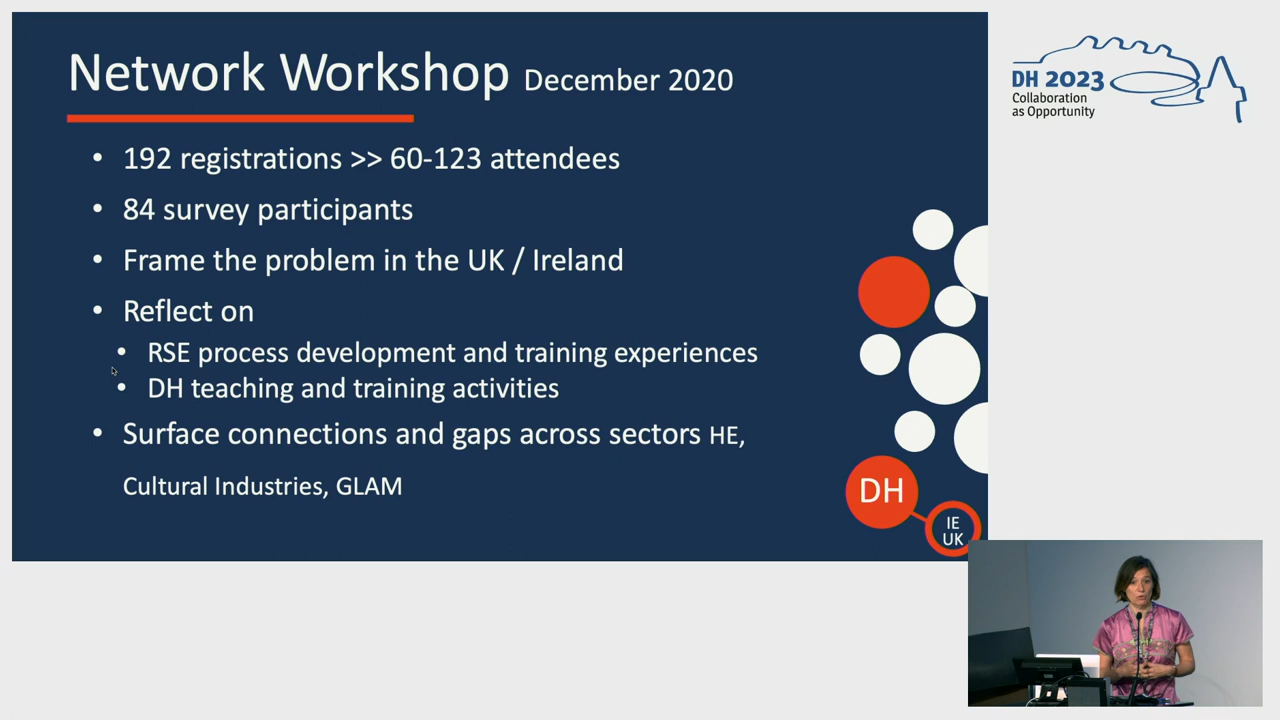 Network Workshop December 2020
• 192 registrations >> 60-123 attendees
• 84 survey participants
• Frame the problem in the UK / Ireland
• Reflect on
• RSE process development and training experiences
• DH teaching and training activities
• Surface connections and gaps across sectors HE,
Cultural Industries, GLAM
DH
IE
UK
DH 2023
Collaboration
as Opportunity